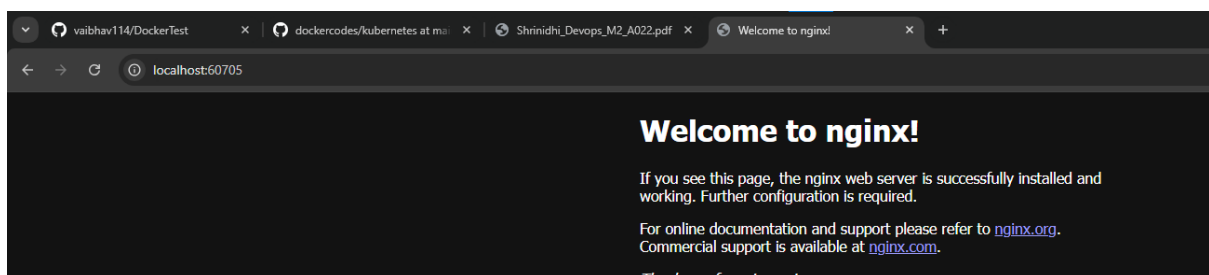 vaibhav114/DockerTest
dockercodes/kubernetes at mai
Shrinidhi_Devops_M2_A022.pdf
Welcome to nginx!
localhost:60705
Welcome to nginx!
If you see this page, the nginx web server is successfully installed and
working. Further configuration is required.
For online documentation and support please refer to nginx.org.
Commercial support is available at nginx.com.